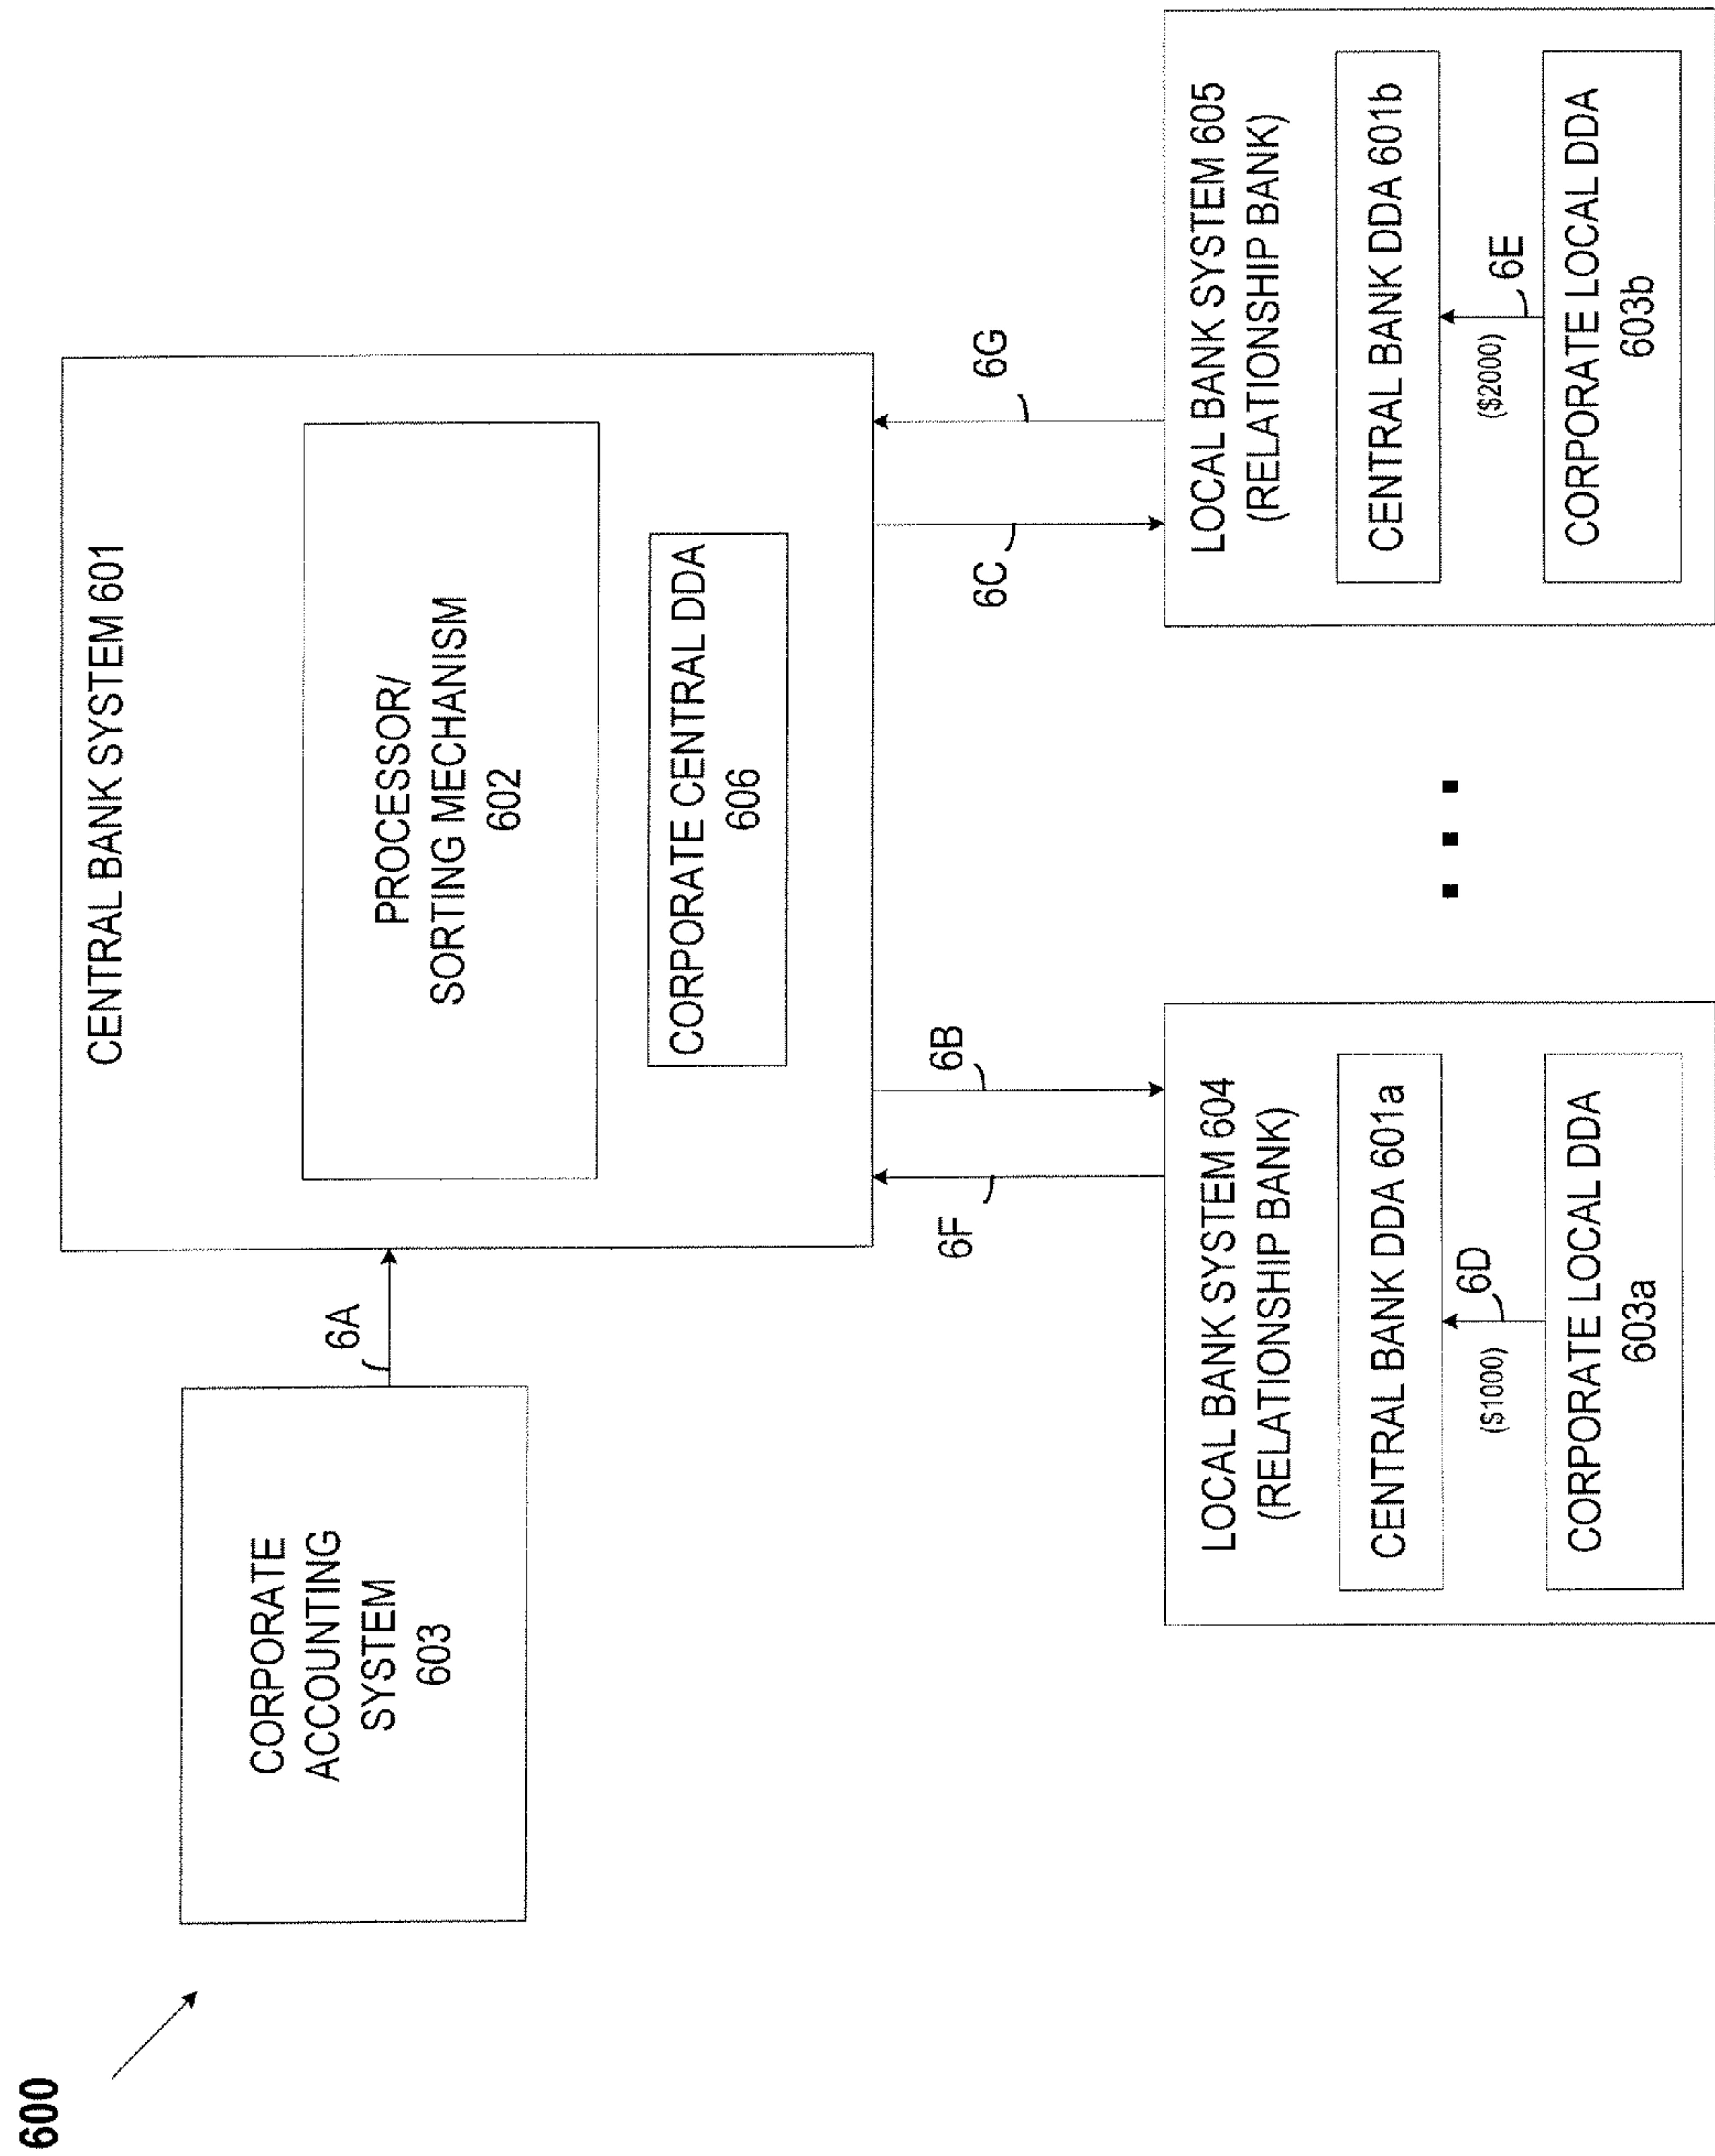 600
CORPORATE
ACCOUNTING
SYSTEM
603
6A
CENTRAL BANK SYSTEM 601
PROCESSOR/
SORTING MECHANISM
602
CORPORATE CENTRAL DDA
606
6F
6B
6C
6G
LOCAL BANK SYSTEM 604
(RELATIONSHIP BANK)
CENTRAL BANK DDA 601a
($1000)
6D
CORPORATE LOCAL DDA
603a
LOCAL BANK SYSTEM 605
(RELATIONSHIP BANK)
CENTRAL BANK DDA 601b
($2000)
6E
CORPORATE LOCAL DDA
603b